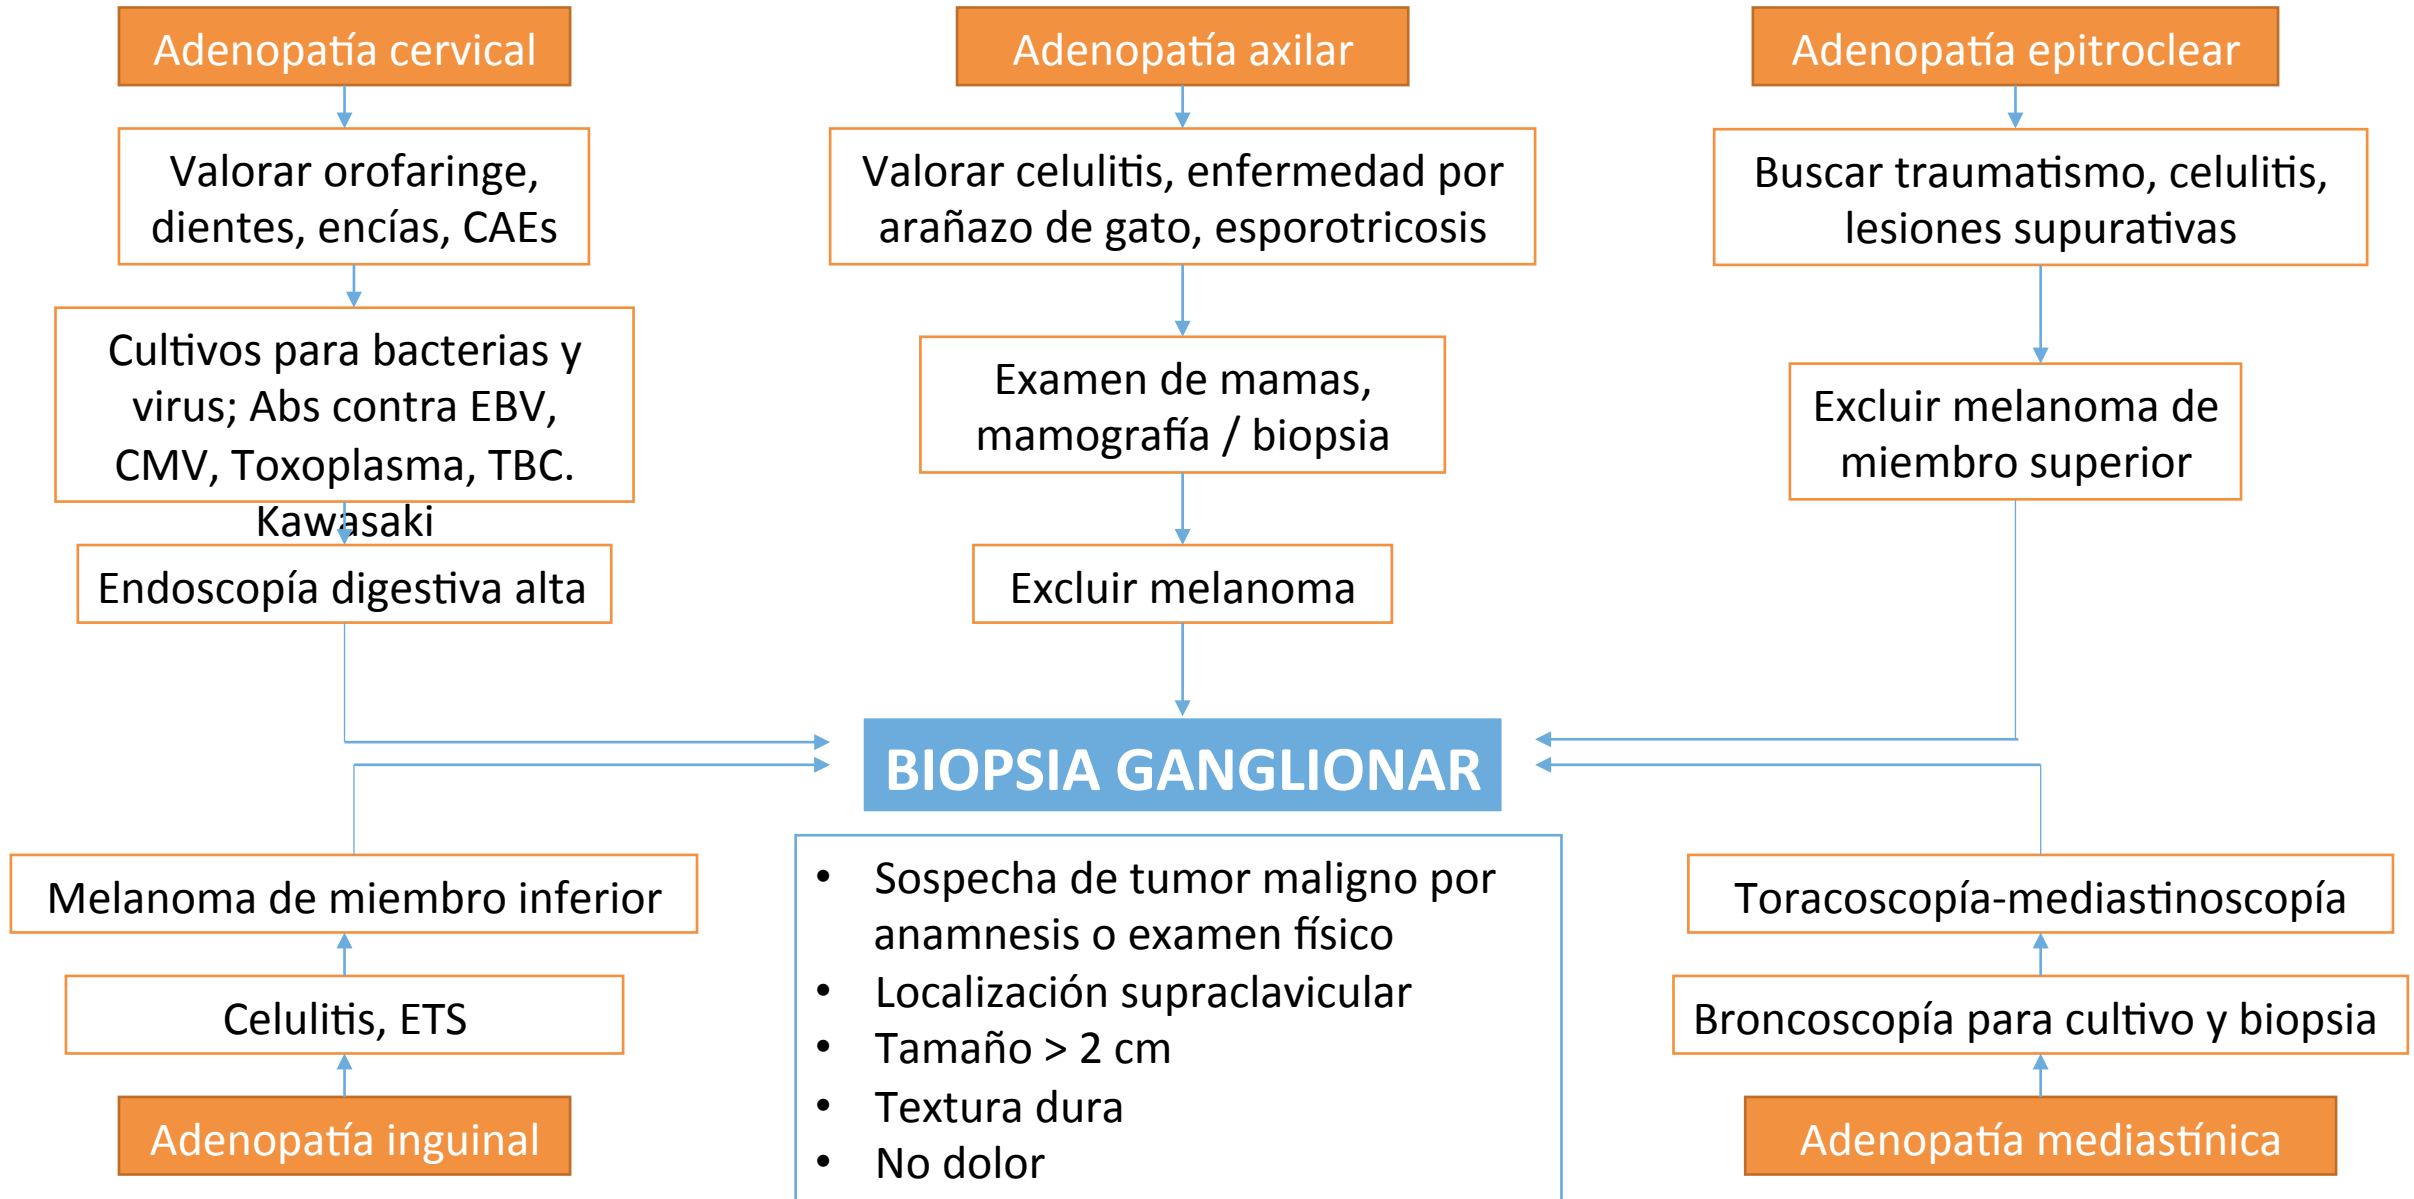 Adenopatía cervical
Valorar orofaringe,
dientes, encías, CAEs
Cultivos para bacterias y
virus; Abs contra EBV,
CMV, Toxoplasma, TBC.
Kawasaki
Endoscopía digestiva alta
Adenopatía axilar
Valorar celulitis, enfermedad por
arañazo de gato, esporotricosis
Examen de mamas,
mamografía / biopsia
Excluir melanoma
Adenopatía epitroclear
Buscar traumatismo, celulitis,
lesiones supurativas
Excluir melanoma de
miembro superior
BIOPSIA GANGLIONAR
• Sospecha de tumor maligno por
anamnesis o examen físico
• Localización supraclavicular
• Tamaño > 2 cm
• Textura dura
• No dolor
Melanoma de miembro inferior
Celulitis, ETS
Adenopatía inguinal
Toracoscopía-mediastinoscopía
Broncoscopía para cultivo y biopsia
Adenopatía mediastínica